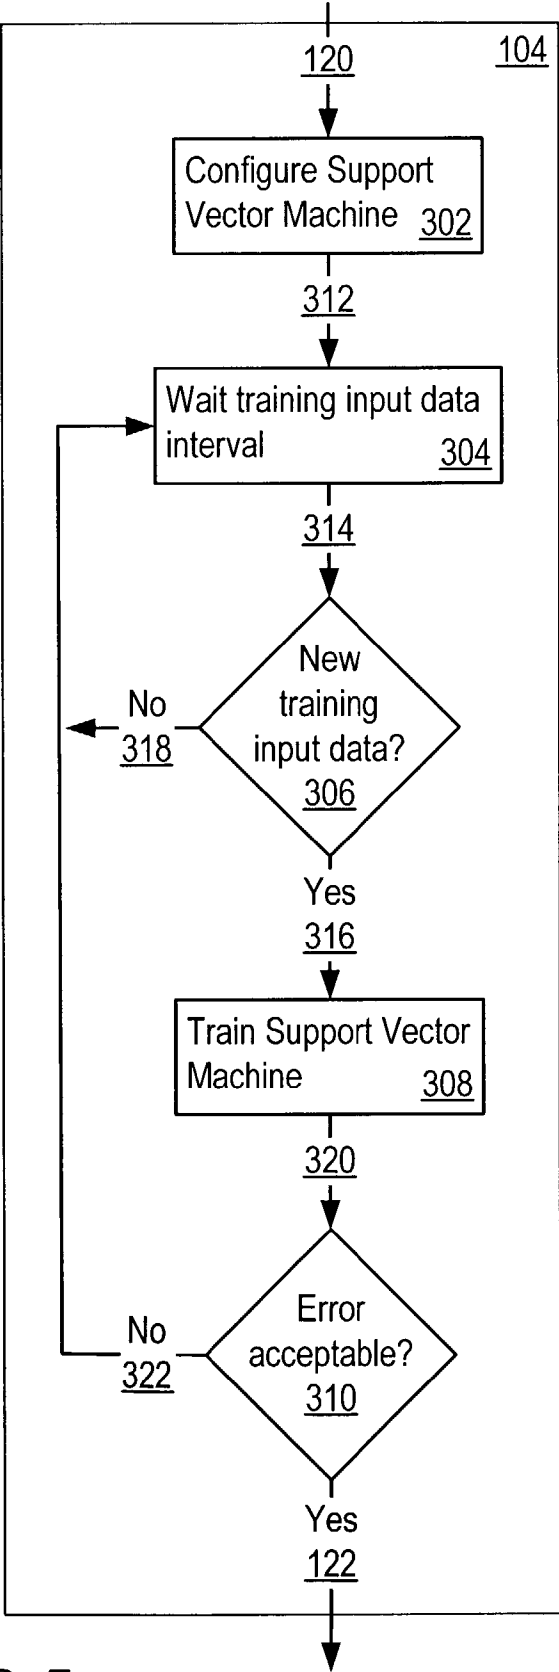 120
104
Configure Support
Vector Machine 302
312
Wait training input data
interval 304
314
New
training
input data?
306
No
318
Yes
316
Train Support Vector
Machine 308
320
Error
acceptable?
310
No
322
Yes
122